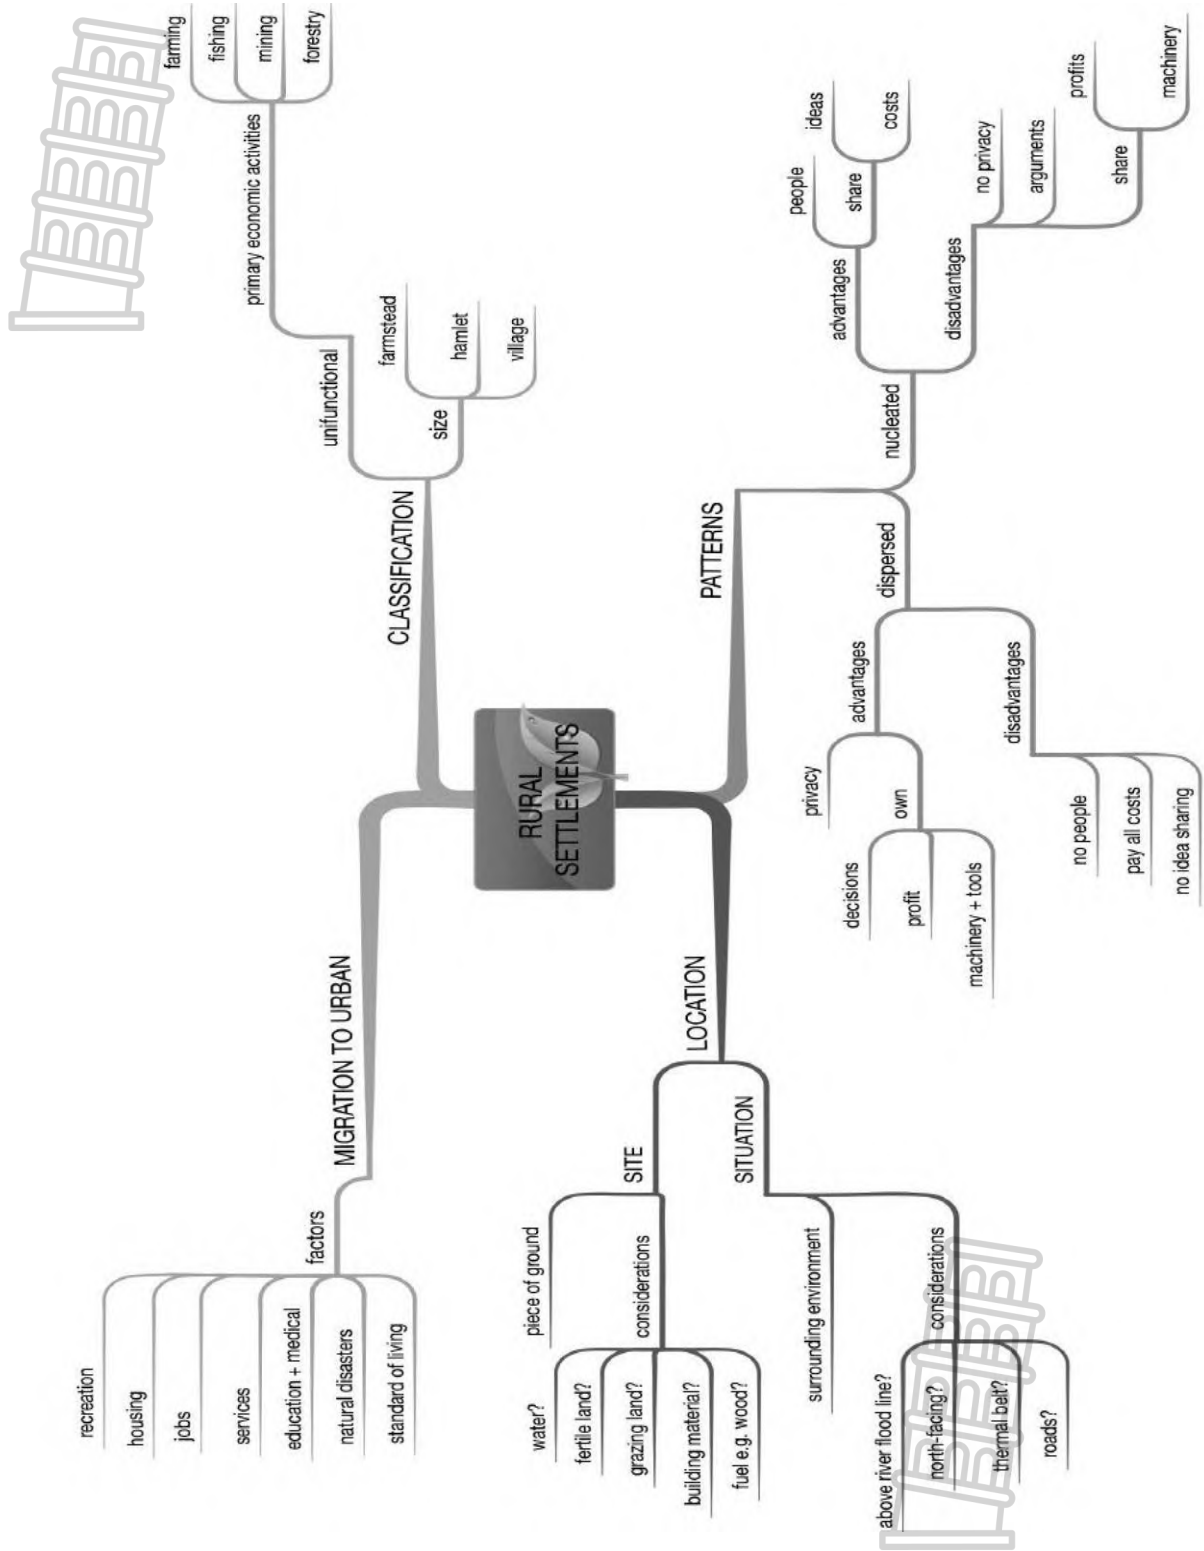 RURAL
SETTLEMENTS
MIGRATION TO URBAN
factors
recreation
housing
jobs
services
education + medical
natural disasters
standard of living
CLASSIFICATION
unifunctional
primary economic activities
farming
fishing
mining
forestry
size
farmstead
hamlet
village
LOCATION
SITE
piece of ground
considerations
water?
fertile land?
grazing land?
building material?
fuel e.g. wood?
SITUATION
surrounding environment
considerations
above river flood line?
north-facing?
thermal belt?
roads?
PATTERNS
nucleated
advantages
people
share
ideas
costs
disadvantages
no privacy
arguments
share
profits
machinery
dispersed
advantages
privacy
own
decisions
profit
machinery + tools
disadvantages
no people
pay all costs
no idea sharing